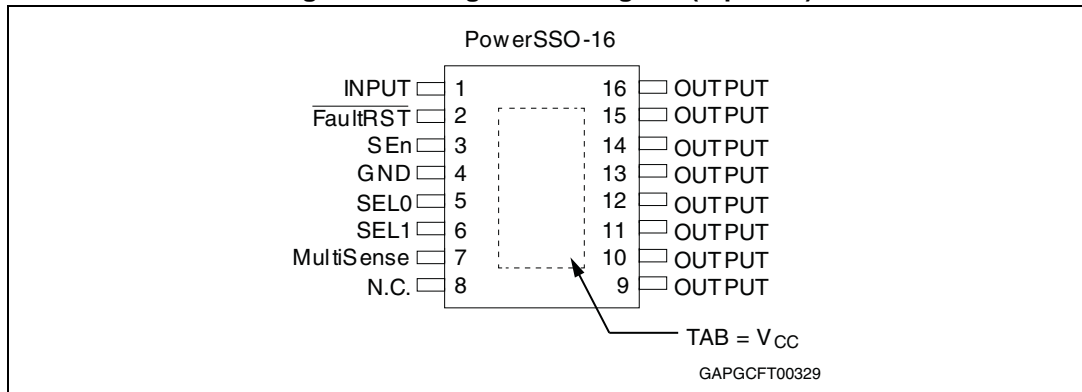 PowerSSO-16
INPUT 1 16 OUTPUT
FaultRST 2 15 OUTPUT
SEn 3 14 OUTPUT
GND 4 13 OUTPUT
SEL0 5 12 OUTPUT
SEL1 6 11 OUTPUT
MultiSense 7 10 OUTPUT
N.C. 8 9 OUTPUT
TAB = VCC
GAPGCFT00329